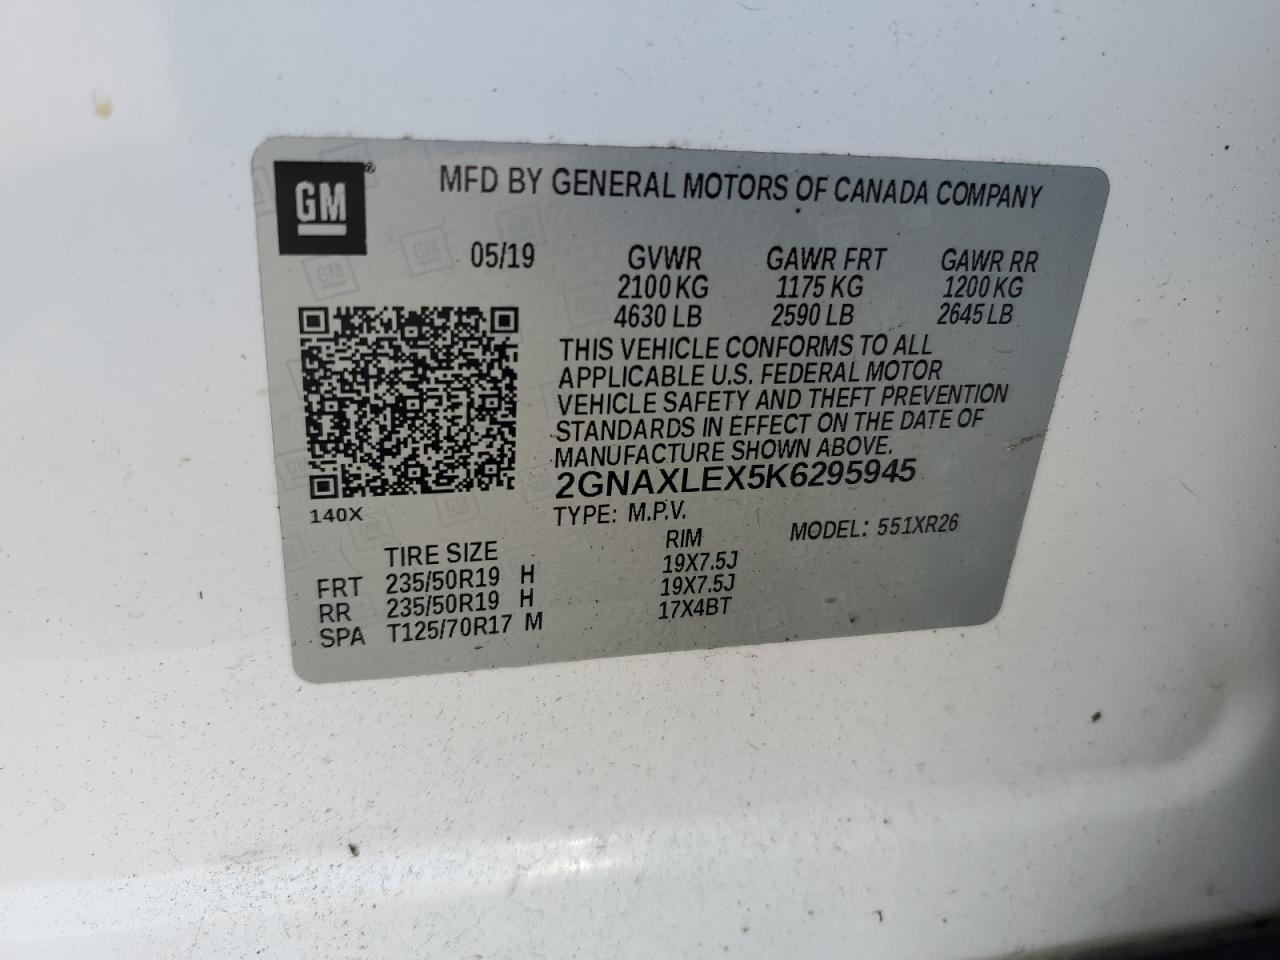 GM®
MFD BY GENERAL MOTORS OF CANADA COMPANY
05/19 GVWR GAWR FRT GAWR RR
2100 KG 1175 KG 1200 KG
4630 LB 2590 LB 2645 LB
THIS VEHICLE CONFORMS TO ALL
APPLICABLE U.S. FEDERAL MOTOR
VEHICLE SAFETY AND THEFT PREVENTION
STANDARDS IN EFFECT ON THE DATE OF
MANUFACTURE SHOWN ABOVE.
2GNAXLEX5K6295945
140X
TYPE: M.P.V. MODEL: 551XR26
TIRE SIZE RIM
FRT 235/50R19 H 19X7.5J
RR 235/50R19 H 19X7.5J
SPA T125/70R17 M 17X4BT